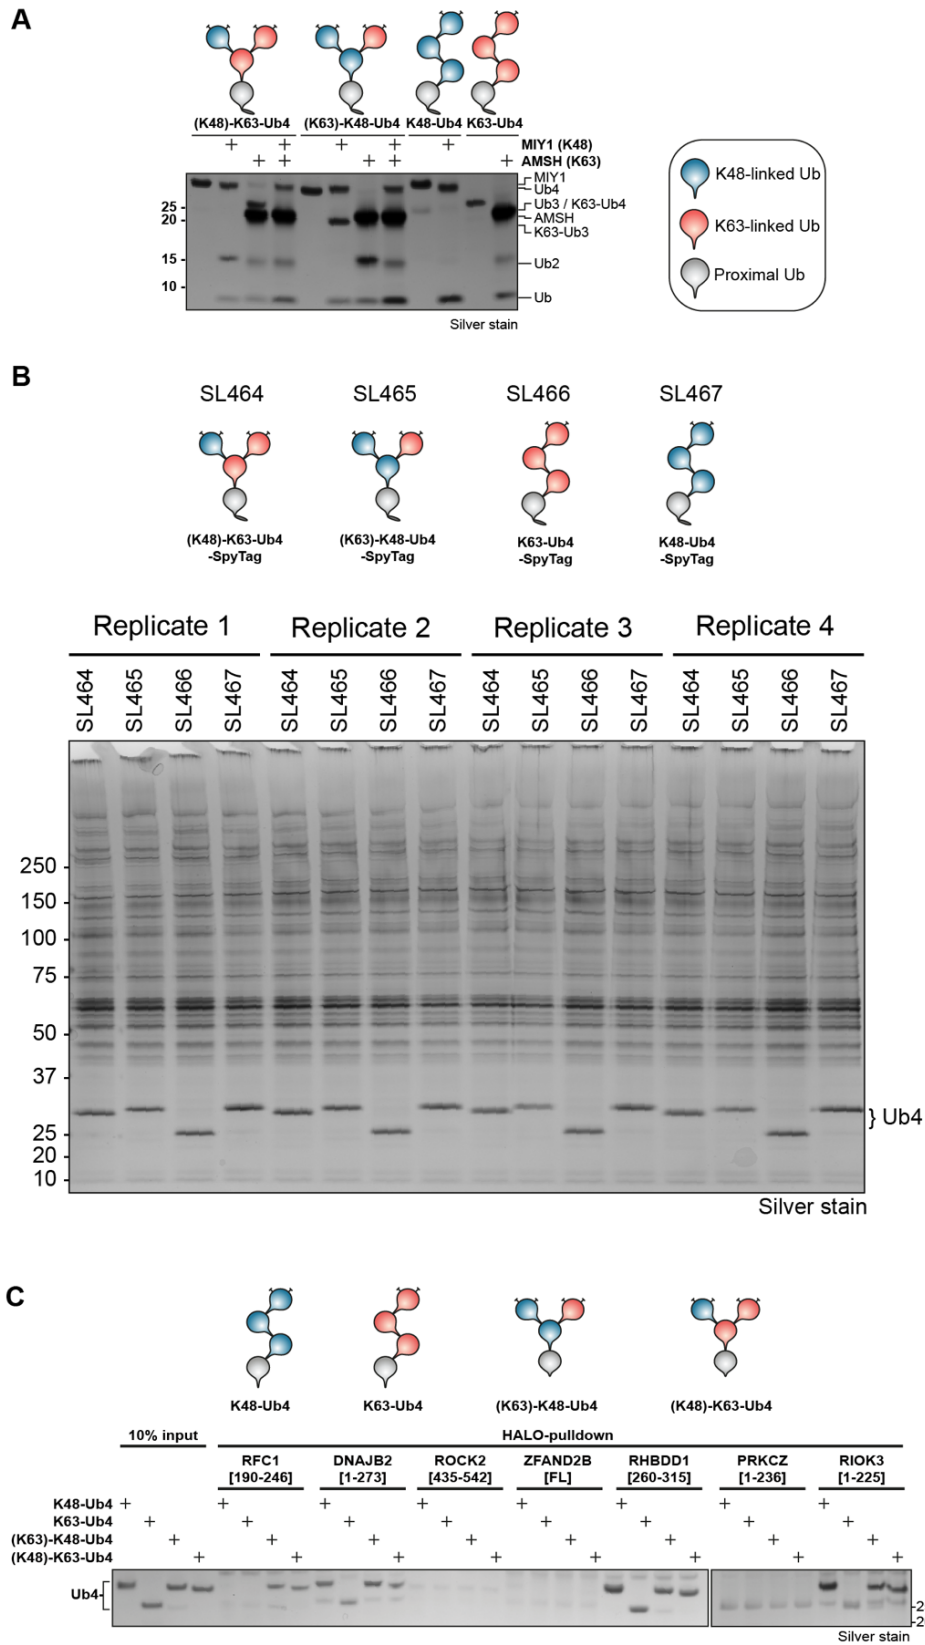 A
(K48)-K63-Ub4 (K63)-K48-Ub4 K48-Ub4 K63-Ub4
+ + + + + MIY1 (K48)
+ + + + + AMSH (K63)
MIY1
Ub4
Ub3 / K63-Ub4
AMSH
K63-Ub3
Ub2
Ub
25
20
15
10
Silver stain
K48-linked Ub
K63-linked Ub
Proximal Ub
B
SL464 SL465 SL466 SL467
(K48)-K63-Ub4 (K63)-K48-Ub4 K63-Ub4 K48-Ub4
-SpyTag -SpyTag -SpyTag -SpyTag
Replicate 1 Replicate 2 Replicate 3 Replicate 4
SL464 SL465 SL466 SL467 SL464 SL465 SL466 SL467 SL464 SL465 SL466 SL467 SL464 SL465 SL466 SL467
250
150
100
75
50
37
25
20
10
} Ub4
Silver stain
C
K48-Ub4 K63-Ub4 (K63)-K48-Ub4 (K48)-K63-Ub4
10% input HALO-pulldown
RFC1 DNAJB2 ROCK2 ZFAND2B RHBDD1 PRKCZ RIOK3
[190-246] [1-273] [435-542] [FL] [260-315] [1-236] [1-225]
K48-Ub4 + + + + + + + +
K63-Ub4 + + + + + + + +
(K63)-K48-Ub4 + + + + + + + +
(K48)-K63-Ub4 + + + + + + + +
Ub4
Silver stain